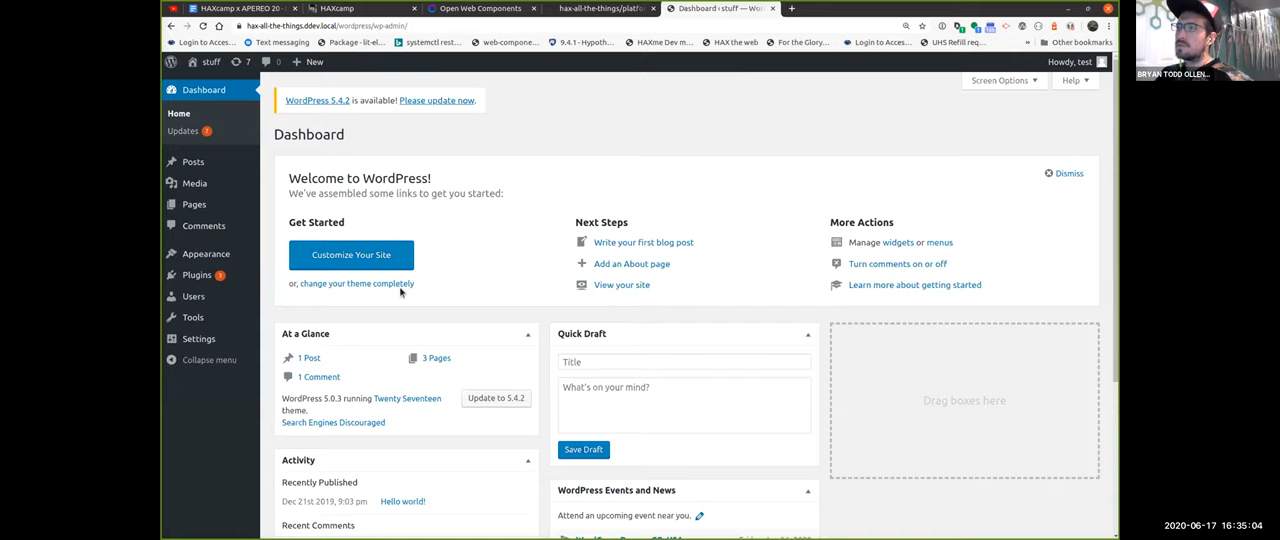 HAXcamp x APEREO 20-
HAXcamp
Open Web Components
hax-all-the-things/platfo
Dashboard ‹ stuff — Wo
hax-all-the-things.ddev.local/wordpress/wp-admin/
Login to Acces...
Text messaging
Package - lit-el...
systemctl rest...
web-compone...
9.4.1 - Hypoth...
HAXme Dev m...
HAX the web
For the Glory...
Login to Acces...
UHS Refill req...
»
Other bookmarks
stuff
7
0
+ New
Howdy, test
BRYAN TODD OLLEN...
Dashboard
Home
Updates 7
Posts
Media
Pages
Comments
Appearance
Plugins 3
Users
Tools
Settings
Collapse menu
Screen Options
Help
WordPress 5.4.2 is available! Please update now.
Dashboard
Welcome to WordPress!
We've assembled some links to get you started:
Dismiss
Get Started
Customize Your Site
or, change your theme completely
Next Steps
Write your first blog post
Add an About page
View your site
More Actions
Manage widgets or menus
Turn comments on or off
Learn more about getting started
At a Glance
1 Post
3 Pages
1 Comment
WordPress 5.0.3 running Twenty Seventeen
theme.
Update to 5.4.2
Search Engines Discouraged
Activity
Recently Published
Dec 21st 2019, 9:03 pm
Hello world!
Recent Comments
Quick Draft
Title
What's on your mind?
Save Draft
WordPress Events and News
Attend an upcoming event near you.
Drag boxes here
2020-06-17 16:35:04